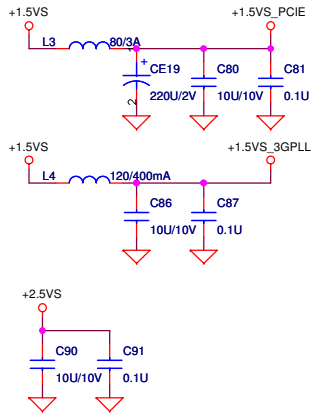 +1.5VS +1.5VS_PCIE
L3 80/3A
1
+ CE19 C80 C81
2 220U/2V 10U/10V 0.1U
+1.5VS +1.5VS_3GPLL
L4 120/400mA
C86 C87
10U/10V 0.1U
+2.5VS
C90 C91
10U/10V 0.1U